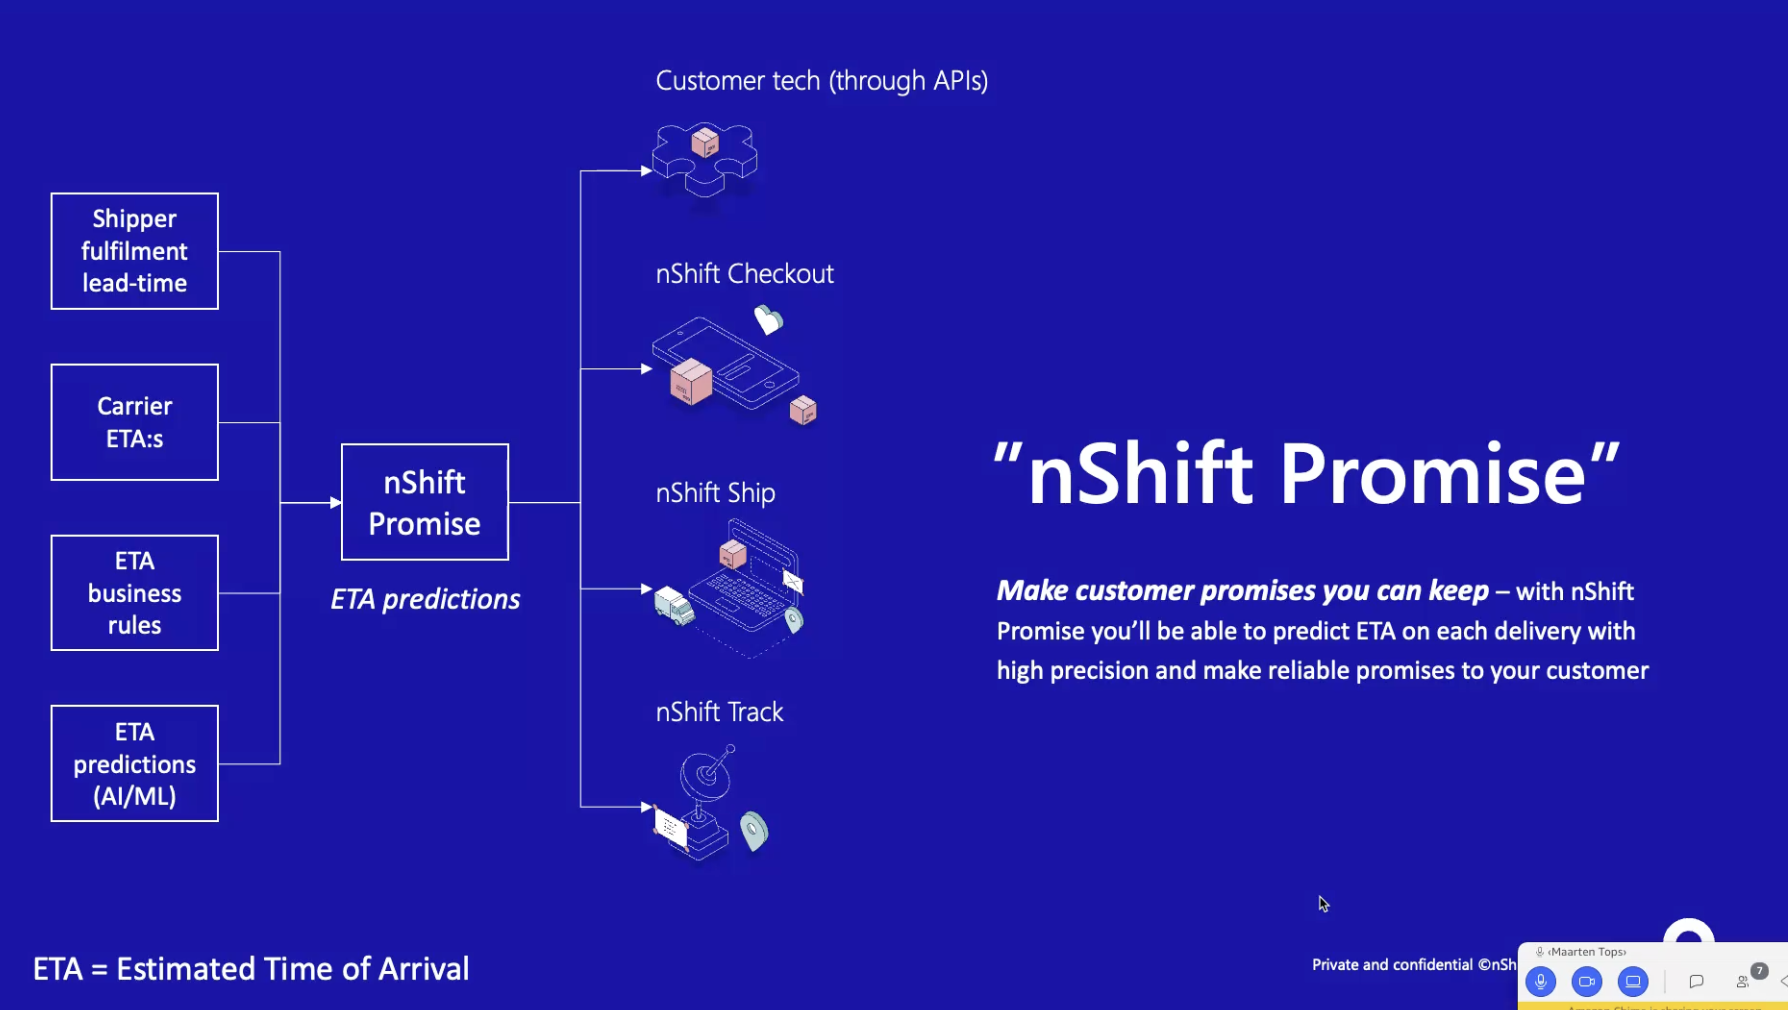 Customer tech (through APIs)
Shipper
fulfilment
lead-time
nShift Checkout
Carrier
ETA:s
nShift
Promise
ETA predictions
nShift Ship
ETA
business
rules
nShift Track
ETA
predictions
(AI/ML)
"nShift Promise"
Make customer promises you can keep – with nShift
Promise you'll be able to predict ETA on each delivery with
high precision and make reliable promises to your customer
ETA = Estimated Time of Arrival
Private and confidential ©nSh
‹Maarten Tops›
7